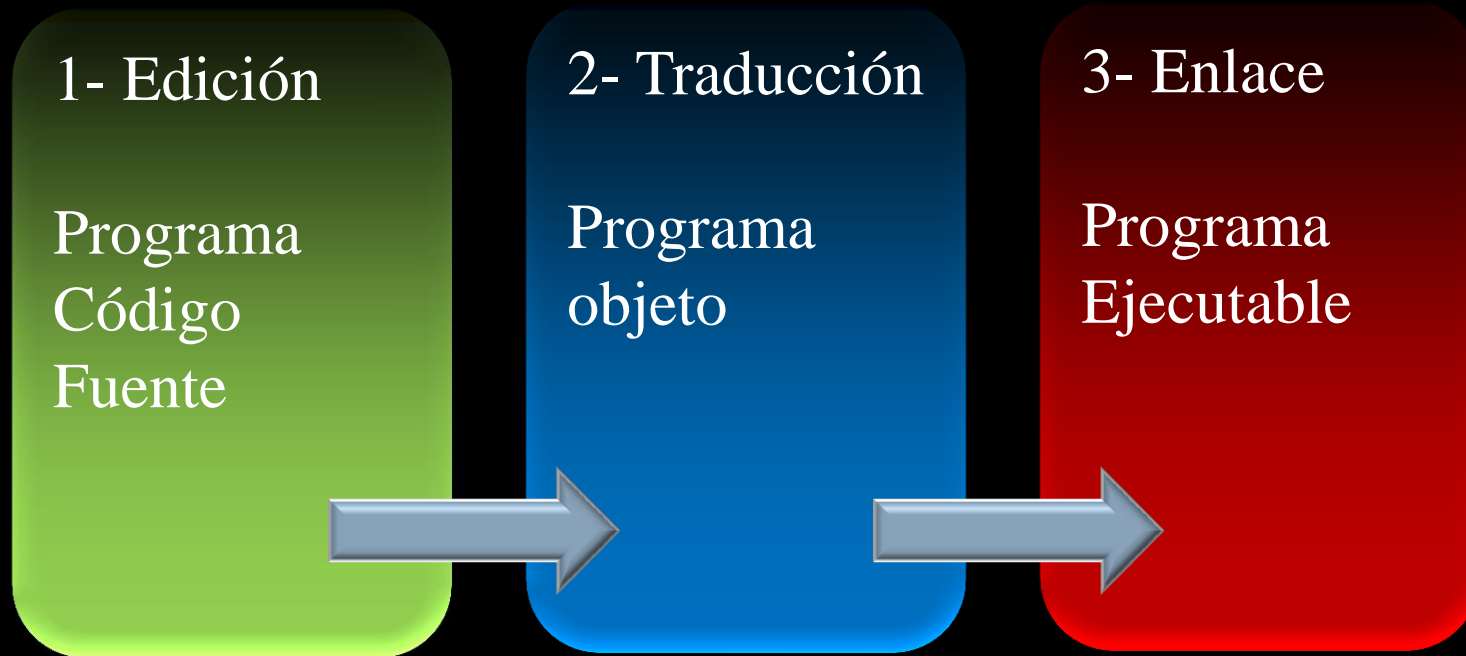 1- Edición
Programa
Código
Fuente
2- Traducción
Programa
objeto
3- Enlace
Programa
Ejecutable